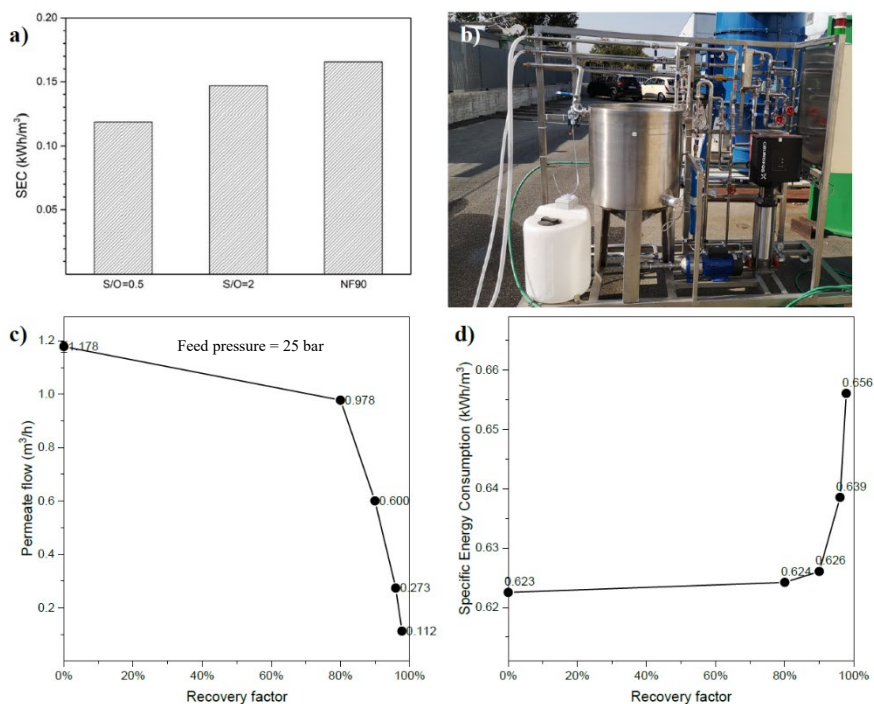 a)
0.20
0.15
0.10
0.05
SEC (kWh/m³)
S/O=0.5
S/O=2
NF90
b)
c)
Feed pressure = 25 bar
1.2
1.0
0.8
0.6
0.4
0.2
Permeate flow (m³/h)
1.178
0.978
0.600
0.273
0.112
0%
20%
40%
60%
80%
100%
Recovery factor
d)
0.66
0.65
0.64
0.63
0.62
Specific Energy Consumption (kWh/m³)
0.656
0.639
0.626
0.624
0.623
0%
20%
40%
60%
80%
100%
Recovery factor